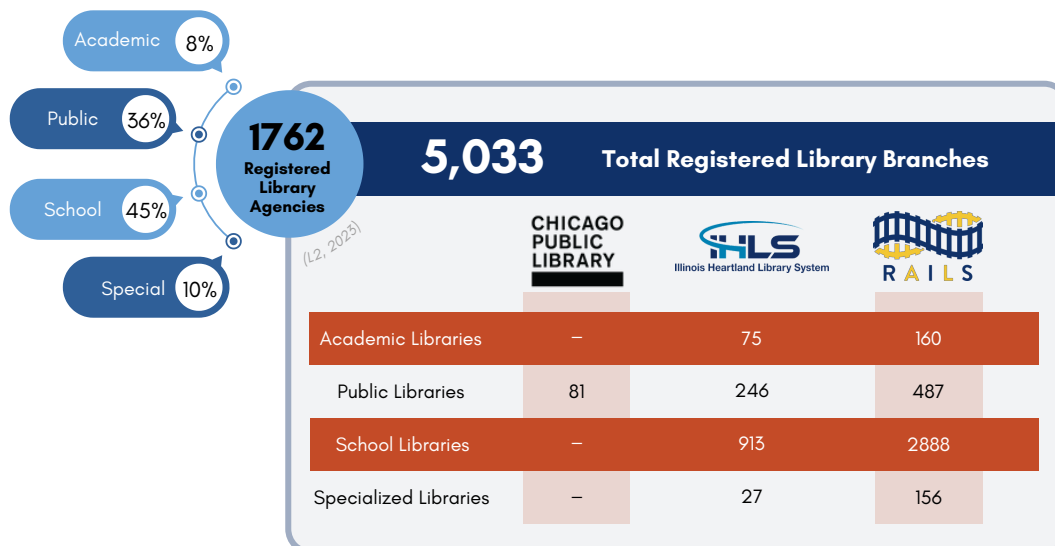 Academic 8%
Public 36%
School 45%
Special 10%
1762
Registered
Library
Agencies
(L2, 2023)
5,033 Total Registered Library Branches
CHICAGO
PUBLIC
LIBRARY
iHLS
Illinois Heartland Library System
RAILS
Academic Libraries – 75 160
Public Libraries 81 246 487
School Libraries – 913 2888
Specialized Libraries – 27 156